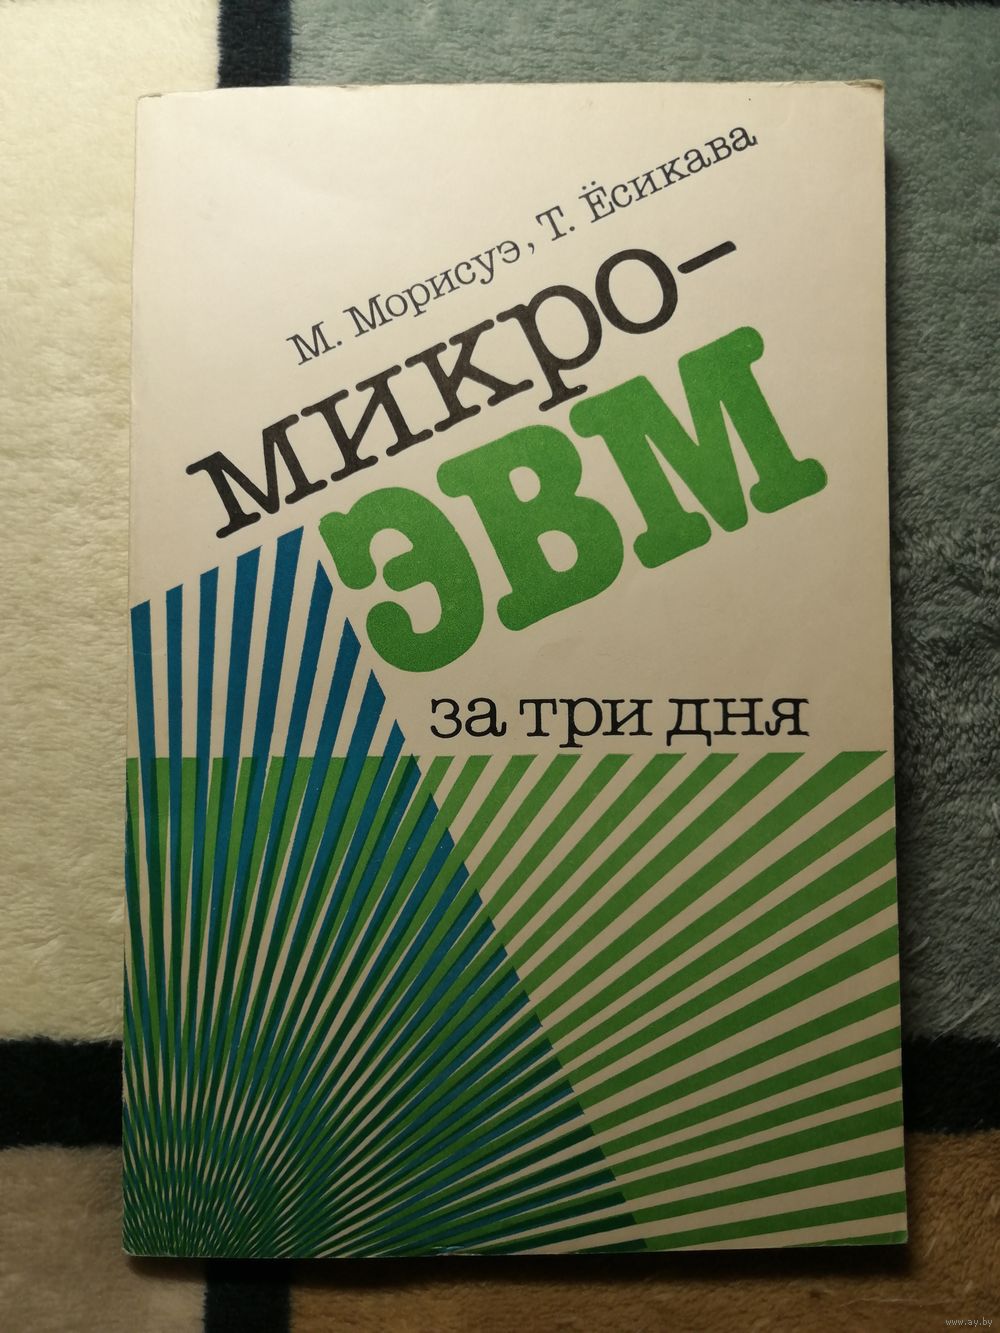 М. Морисуэ, Т. Ёсикава
микро-
ЭВМ
за три дня
www.ay.by